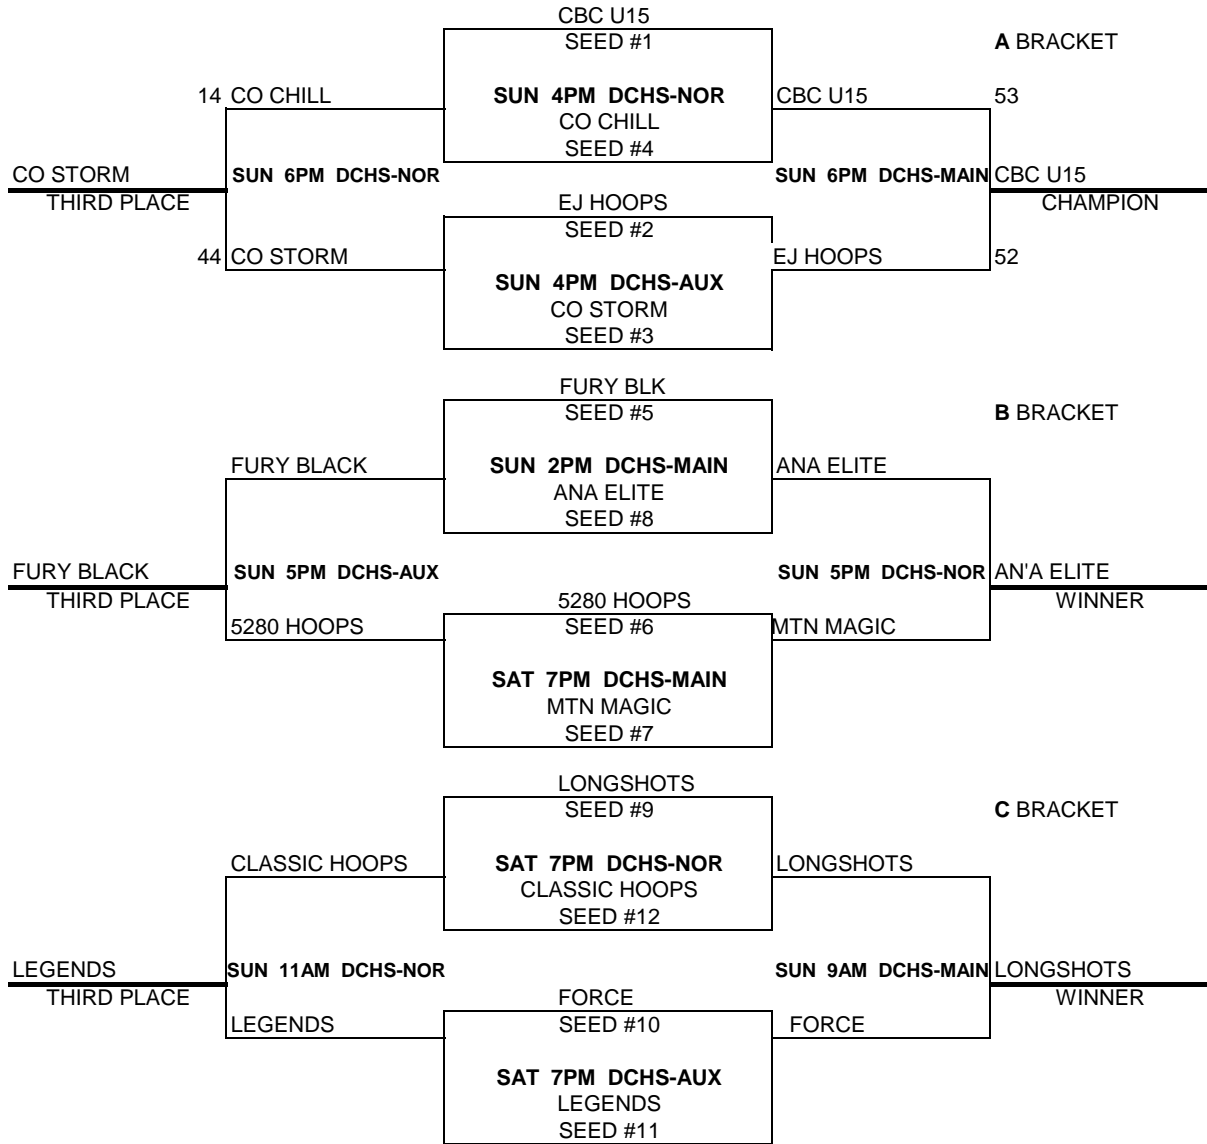 CBC U15
SEED #1
A BRACKET
14 CO CHILL
SUN 4PM DCHS-NOR
CBC U15
53
CO CHILL
SEED #4
CO STORM
SUN 6PM DCHS-NOR
SUN 6PM DCHS-MAIN
CBC U15
THIRD PLACE
CHAMPION
EJ HOOPS
SEED #2
44 CO STORM
EJ HOOPS
52
SUN 4PM DCHS-AUX
CO STORM
SEED #3
FURY BLK
SEED #5
B BRACKET
FURY BLACK
SUN 2PM DCHS-MAIN
ANA ELITE
ANA ELITE
SEED #8
FURY BLACK
SUN 5PM DCHS-AUX
SUN 5PM DCHS-NOR
AN'A ELITE
THIRD PLACE
WINNER
5280 HOOPS
5280 HOOPS
SEED #6
MTN MAGIC
SAT 7PM DCHS-MAIN
MTN MAGIC
SEED #7
LONGSHOTS
SEED #9
C BRACKET
CLASSIC HOOPS
SAT 7PM DCHS-NOR
LONGSHOTS
CLASSIC HOOPS
SEED #12
LEGENDS
SUN 11AM DCHS-NOR
SUN 9AM DCHS-MAIN
LONGSHOTS
THIRD PLACE
WINNER
FORCE
LEGENDS
SEED #10
FORCE
SAT 7PM DCHS-AUX
LEGENDS
SEED #11